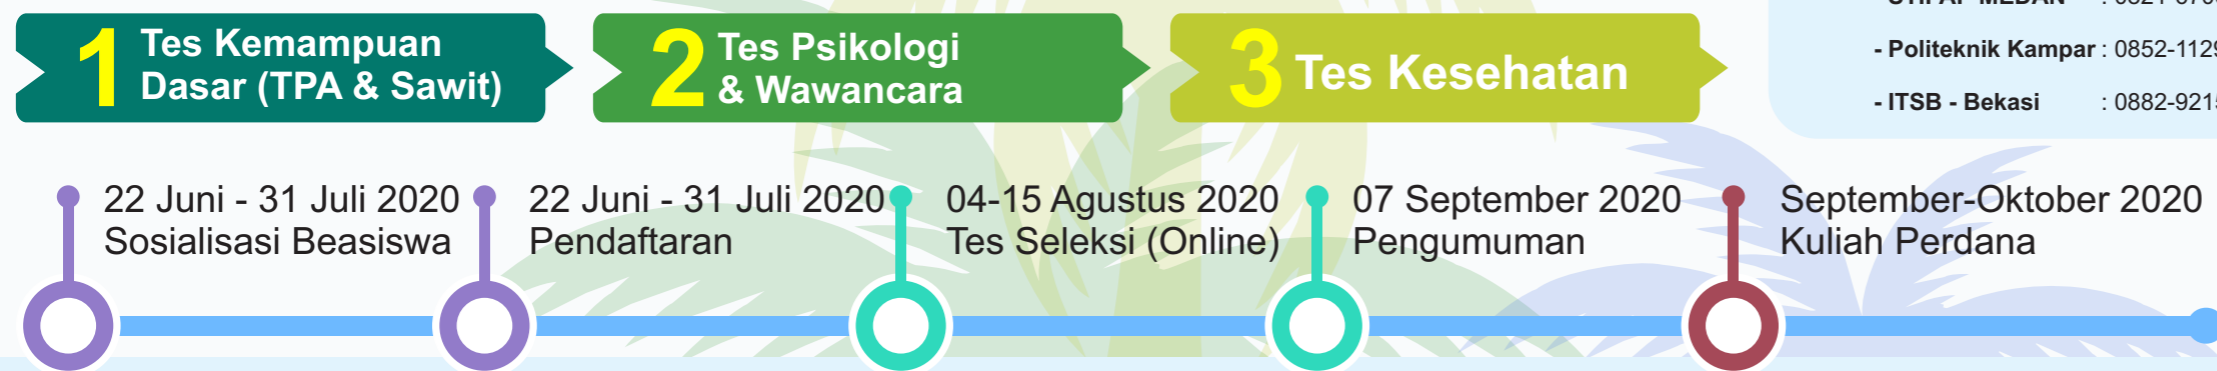 1 Tes Kemampuan
Dasar (TPA & Sawit)
2 Tes Psikologi
& Wawancara
3 Tes Kesehatan
- Politeknik Kampar : 0852-1129
- ITSB - Bekasi : 0882-9215
22 Juni - 31 Juli 2020
Sosialisasi Beasiswa
22 Juni - 31 Juli 2020
Pendaftaran
04-15 Agustus 2020
Tes Seleksi (Online)
07 September 2020
Pengumuman
September-Oktober 2020
Kuliah Perdana